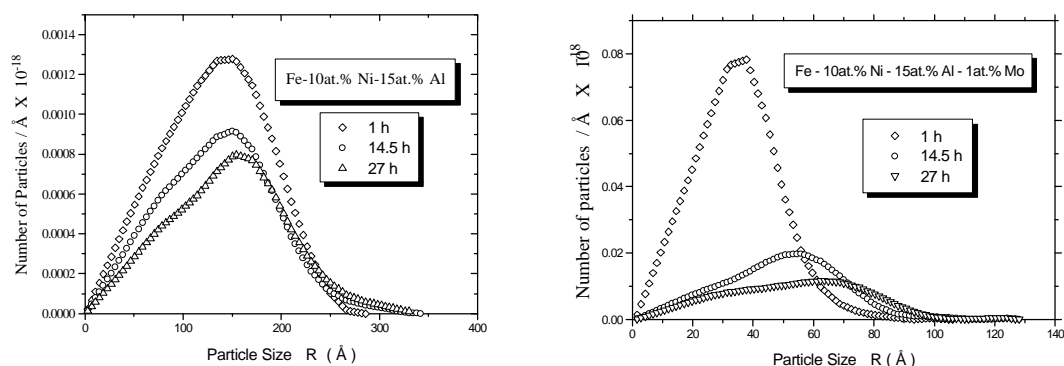 Number of Particles / Å X 10-18
0.0014
0.0012
0.0010
0.0008
0.0006
0.0004
0.0002
0.0000
Fe-10at.% Ni-15at.% Al
1 h
14.5 h
27 h
0
100
200
300
400
Particle Size R ( Å )
Number of particles / Å X 10 18
0.08
0.06
0.04
0.02
0.00
Fe - 10at.% Ni - 15at.% Al - 1at.% Mo
1 h
14.5 h
27 h
0
20
40
60
80
100
120
140
Particle Size R ( Å )